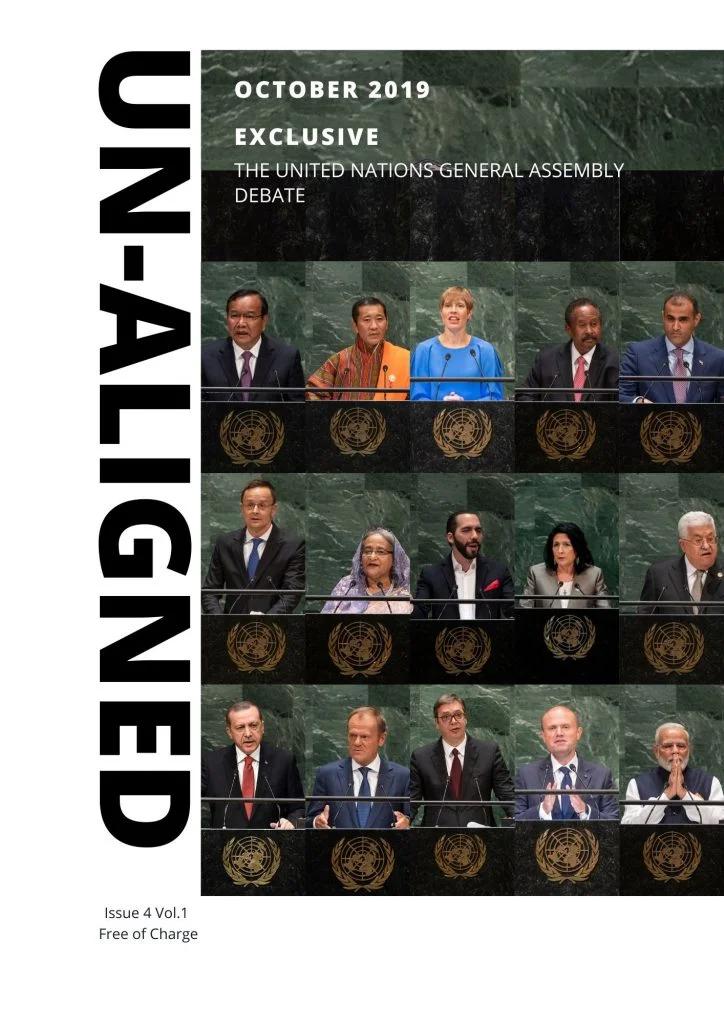 UN-ALIGNED
OCTOBER 2019
EXCLUSIVE
THE UNITED NATIONS GENERAL ASSEMBLY
DEBATE
Issue 4 Vol.1
Free of Charge